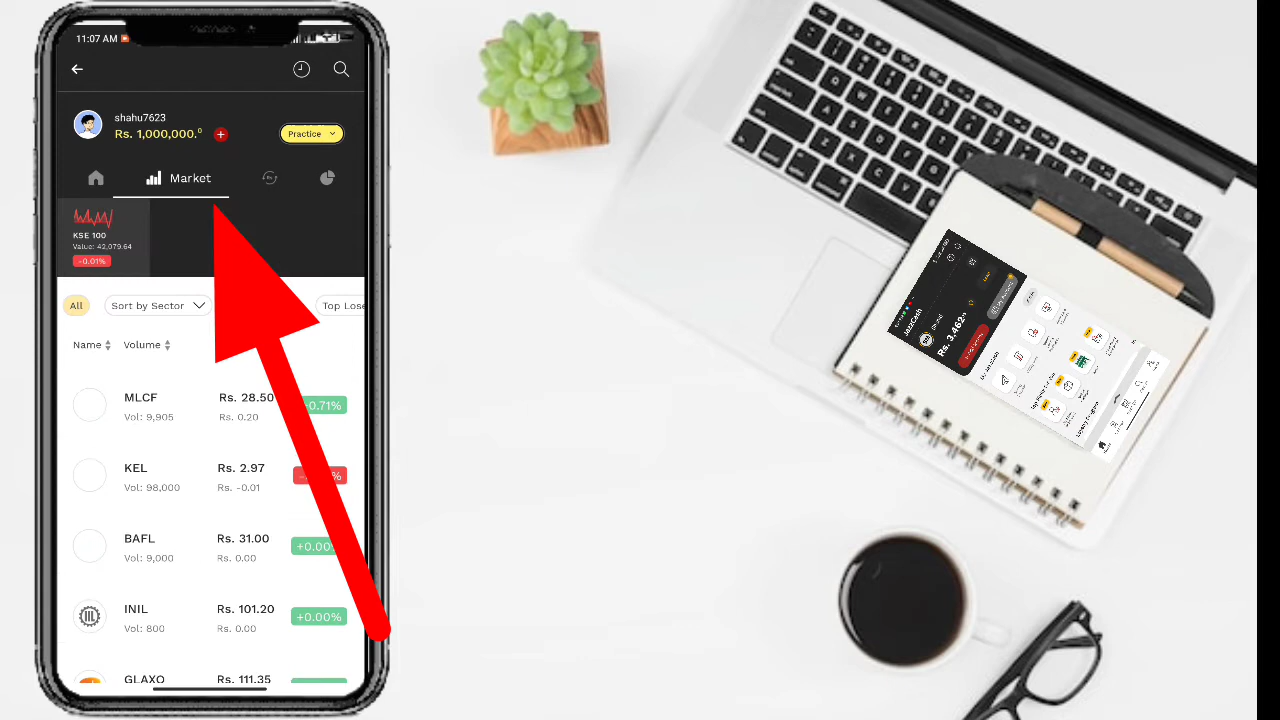 11:07 AM
shahu7623
Rs. 1,000,000.0
Practice
Market
KSE 100
Value: 42,079.64
-0.01%
All
Sort by Sector
Top Lose
Name
Volume
MLCF
Rs. 28.50
0.71%
Vol: 9,905
Rs. 0.20
KEL
Rs. 2.97
Vol: 98,000
Rs. -0.01
BAFL
Rs. 31.00
+0.00
Vol: 9,000
Rs. 0.00
INIL
Rs. 101.20
+0.00%
Vol: 800
Rs. 0.00
GLAXO
Rs. 111.35
JazzCash
Rs. 3,462